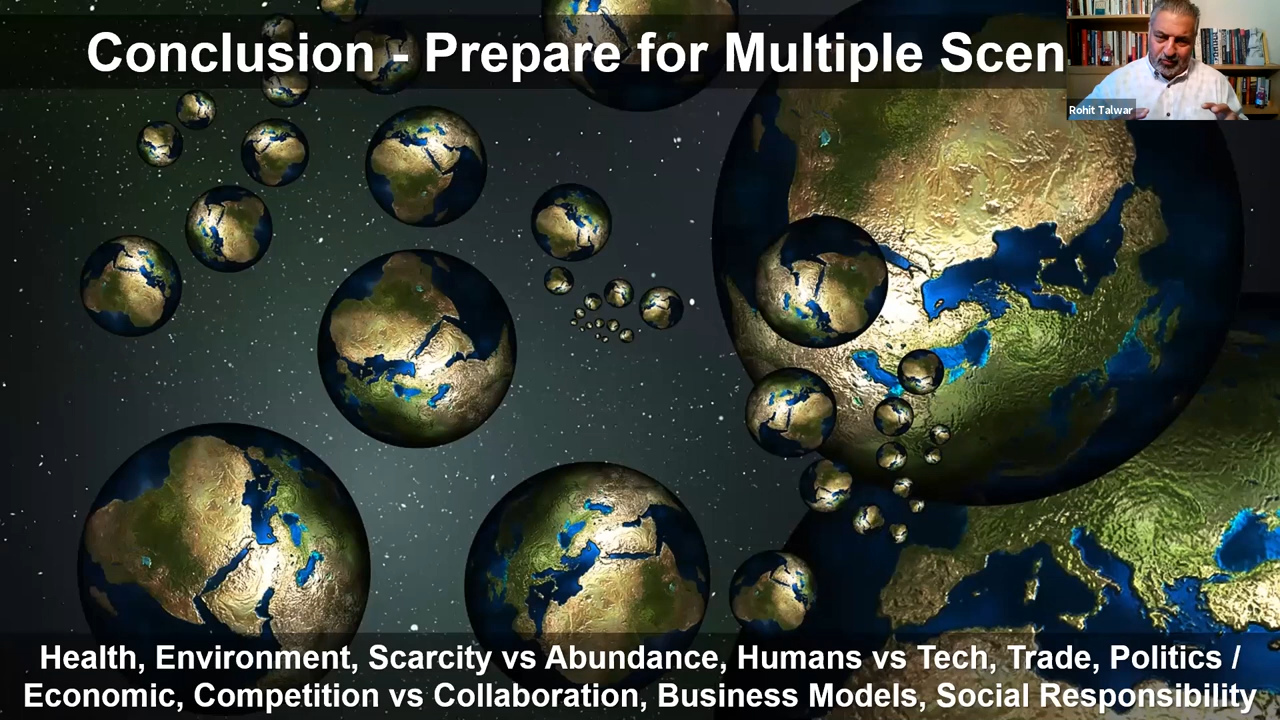 Conclusion - Prepare for Multiple Scen
Rohit Talwar
Health, Environment, Scarcity vs Abundance, Humans vs Tech, Trade, Politics /
Economic, Competition vs Collaboration, Business Models, Social Responsibility